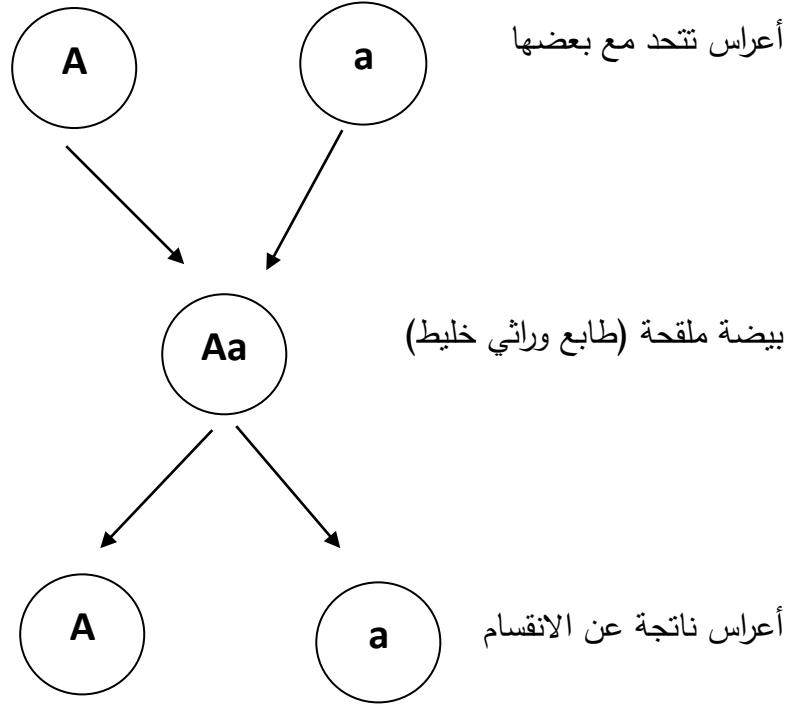 A a أعراس تتحد مع بعضها
Aa بيضة ملقحة (طابع وراثي خليط)
A a أعراس ناتجة عن الانقسام